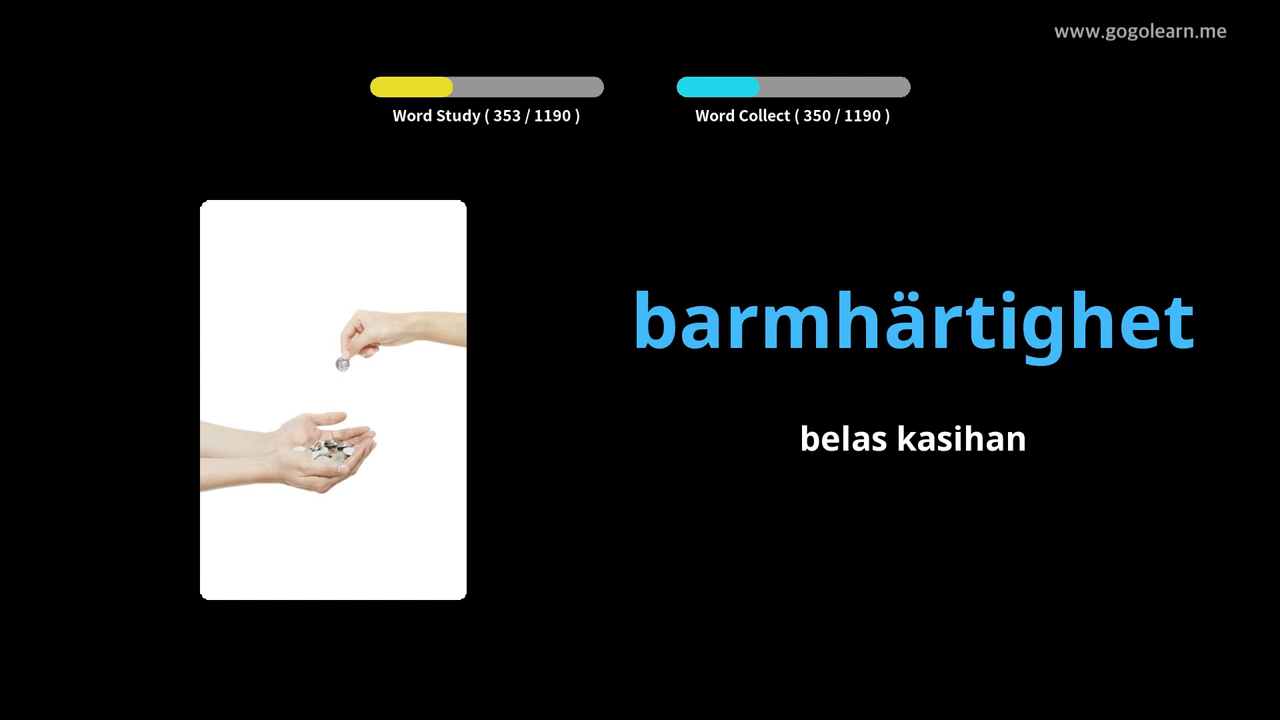 www.gogolearn.me
Word Study ( 353 / 1190 )
Word Collect ( 350 / 1190 )
barmhärtighet
belas kasihan